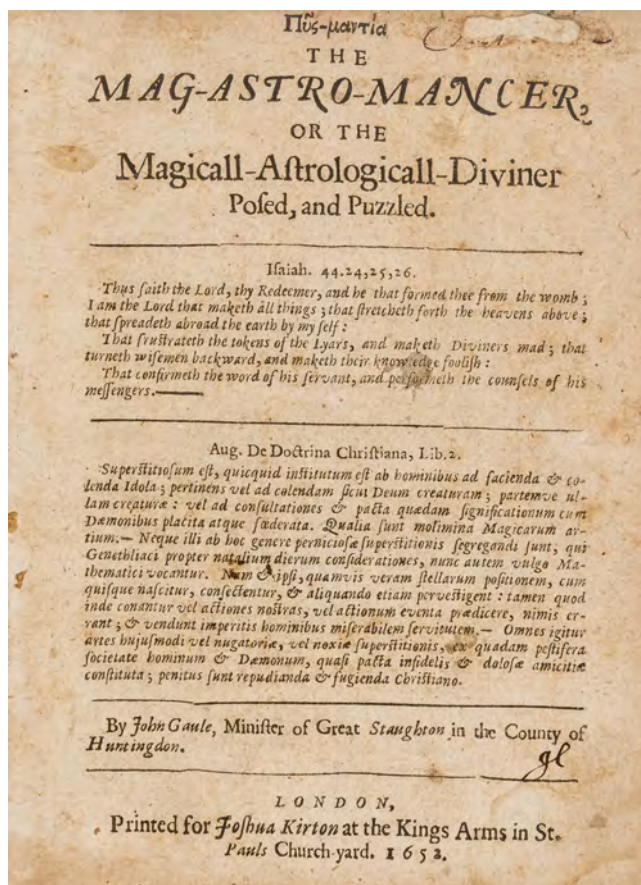 Πῦς-μαντία
THE
MAG-ASTRO-MANCER,
OR THE
Magicall-Aſtrologicall-Diviner
Poſed, and Puzzled.
Iſaiah. 44.24,25,26.
Thus ſaith the Lord, thy Redeemer, and he that formed thee from the womb;
I am the Lord that maketh all things; that ſtretcheth forth the heavens above;
that ſpreadeth abroad the earth by my ſelf:
That fruſtrateth the tokens of the Lyars, and maketh Diviners mad; that
turneth wiſemen backward, and maketh their knowledge fooliſh:
That confirmeth the word of his ſervant, and performeth the counſels of his
meſſengers.——
Aug. De Doctrina Chriſtiana, Lib.2.
Superſtitioſum eſt, quicquid inſtitutum eſt ab hominibus ad facienda & co-
lenda Idola; pertinens vel ad colendam ſicut Deum creaturam; partemve ul-
lam creaturæ: vel ad conſultationes & pacta quædam ſignificationum cum
Dæmonibus placita atque fœderata. Qualia ſunt molimina Magicarum ar-
tium.— Neque illi ab hoc genere pernicioſæ ſuperſtitionis ſegregandi ſunt, qui
Genethliaci propter natalium dierum conſiderationes, nunc autem vulgo Ma-
thematici vocantur. Nam & ipſi, quamvis veram ſtellarum poſitionem, cum
quiſque naſcitur, conſectentur, & aliquando etiam perveſtigent: tamen quod
inde conantur vel actiones noſtras, vel actionum eventa prædicere, nimis er-
rant; & vendunt imperitis hominibus miſerabilem ſervitutem.— Omnes igitur
artes hujuſmodi vel nugatoriæ, vel noxiæ ſuperſtitionis, ex quadam peſtifera
ſocietate hominum & Dæmonum, quaſi pacta infidelis & doloſæ amicitiæ
conſtituta; penitus ſunt repudianda & fugienda Chriſtiano.
By John Gaule, Miniſter of Great Staughton in the County of
Huntingdon.
gl
LONDON,
Printed for Joſhua Kirton at the Kings Arms in St.
Pauls Church-yard. 1652.